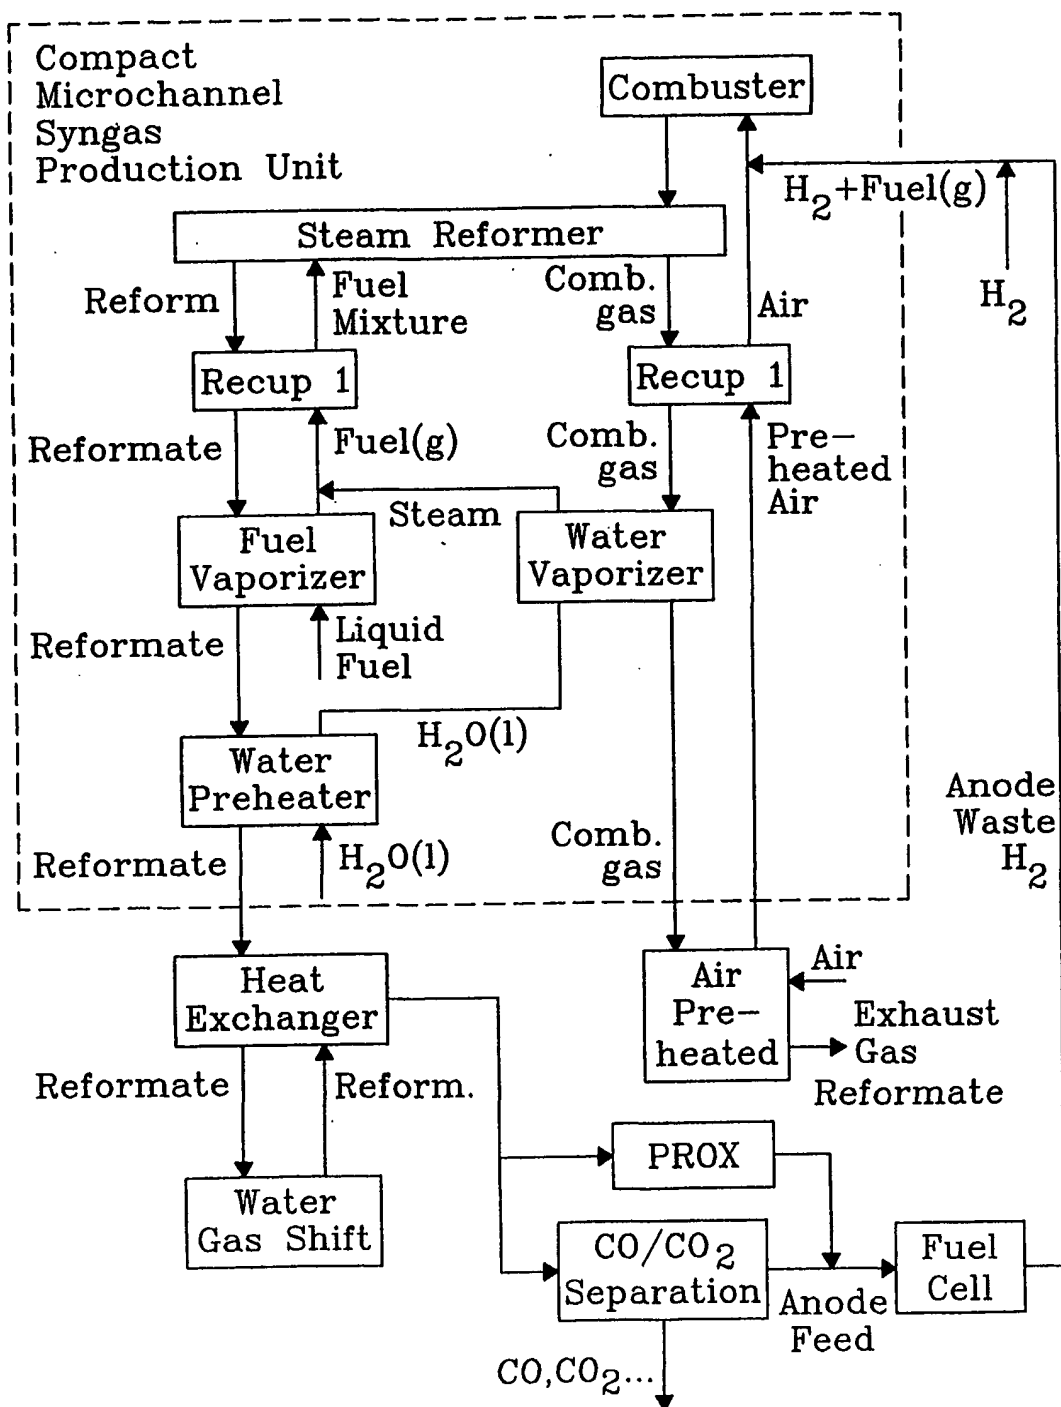 Compact
Microchannel
Syngas
Production Unit
Combuster
H2+Fuel(g)
H2
Steam Reformer
Reform
Fuel
Mixture
Comb.
gas
Air
Recup 1
Recup 1
Reformate
Fuel(g)
Comb.
gas
Pre-
heated
Air
Steam
Fuel
Vaporizer
Water
Vaporizer
Reformate
Liquid
Fuel
H2O(l)
Water
Preheater
Anode
Waste
H2
Reformate
H2O(l)
Comb.
gas
Heat
Exchanger
Air
Pre-
heated
Air
Exhaust
Gas
Reformate
Reformate
Reform.
PROX
Water
Gas Shift
CO/CO2
Separation
Anode
Feed
Fuel
Cell
CO,CO2...